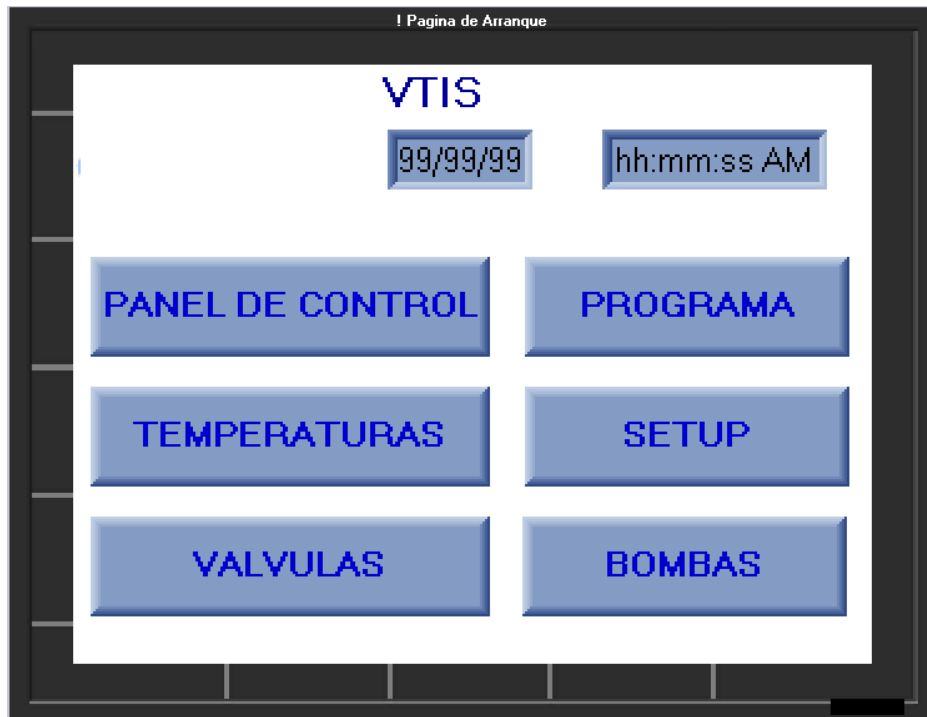 ! Pagina de Arranque
VTIS
99/99/99 hh:mm:ss AM
PANEL DE CONTROL PROGRAMA
TEMPERATURAS SETUP
VALVULAS BOMBAS